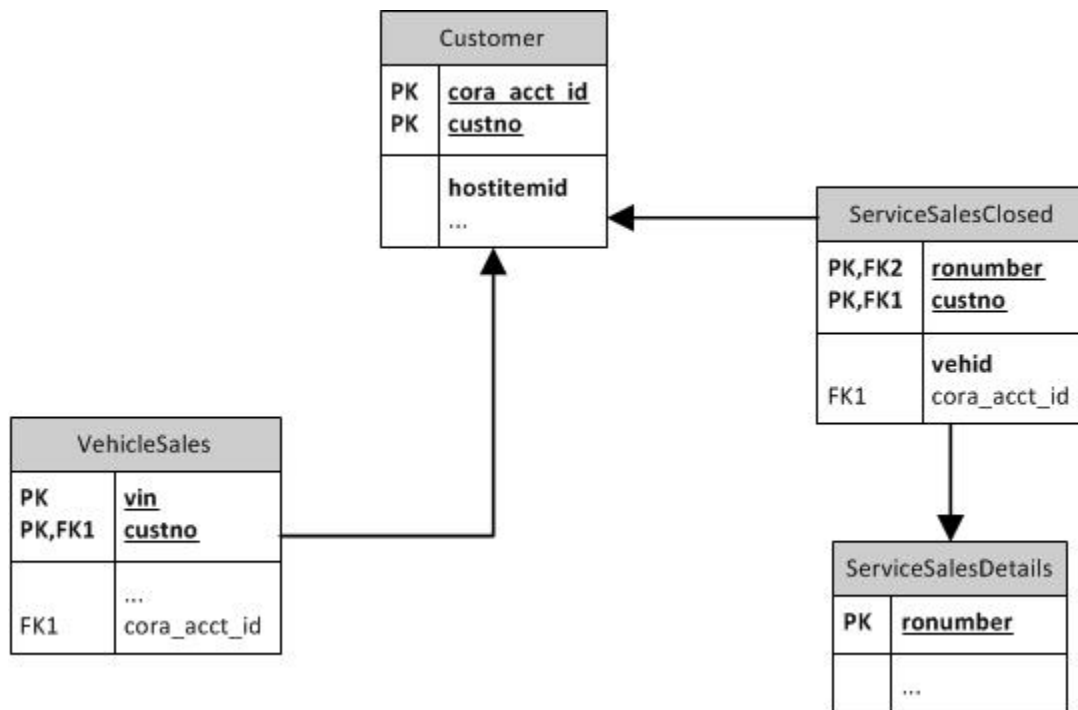 Customer
PK cora_acct_id
PK custno
hostitemid
...
ServiceSalesClosed
PK,FK2 ronumber
PK,FK1 custno
vehid
FK1 cora_acct_id
VehicleSales
PK vin
PK,FK1 custno
...
FK1 cora_acct_id
ServiceSalesDetails
PK ronumber
...